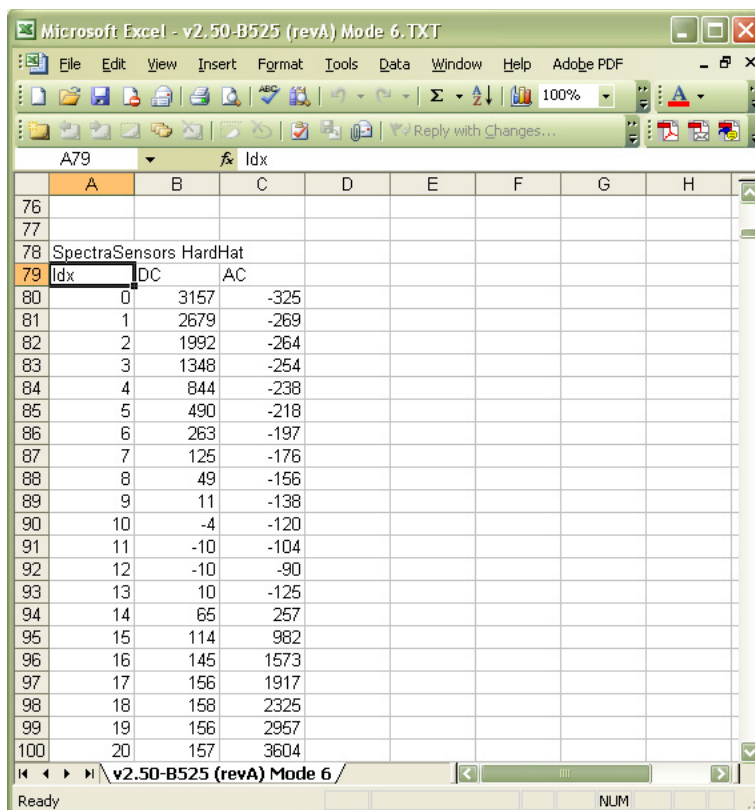 Microsoft Excel - v2.50-B525 (revA) Mode 6.TXT
File Edit View Insert Format Tools Data Window Help Adobe PDF
ABC Σ A Z 100% A
Reply with Changes...
A79 fx Idx
A B C D E F G H
76
77
78 SpectraSensors HardHat
79 Idx DC AC
80 0 3157 -325
81 1 2679 -269
82 2 1992 -264
83 3 1348 -254
84 4 844 -238
85 5 490 -218
86 6 263 -197
87 7 125 -176
88 8 49 -156
89 9 11 -138
90 10 -4 -120
91 11 -10 -104
92 12 -10 -90
93 13 10 -125
94 14 65 257
95 15 114 982
96 16 145 1573
97 17 156 1917
98 18 158 2325
99 19 156 2957
100 20 157 3604
v2.50-B525 (revA) Mode 6
Ready NUM